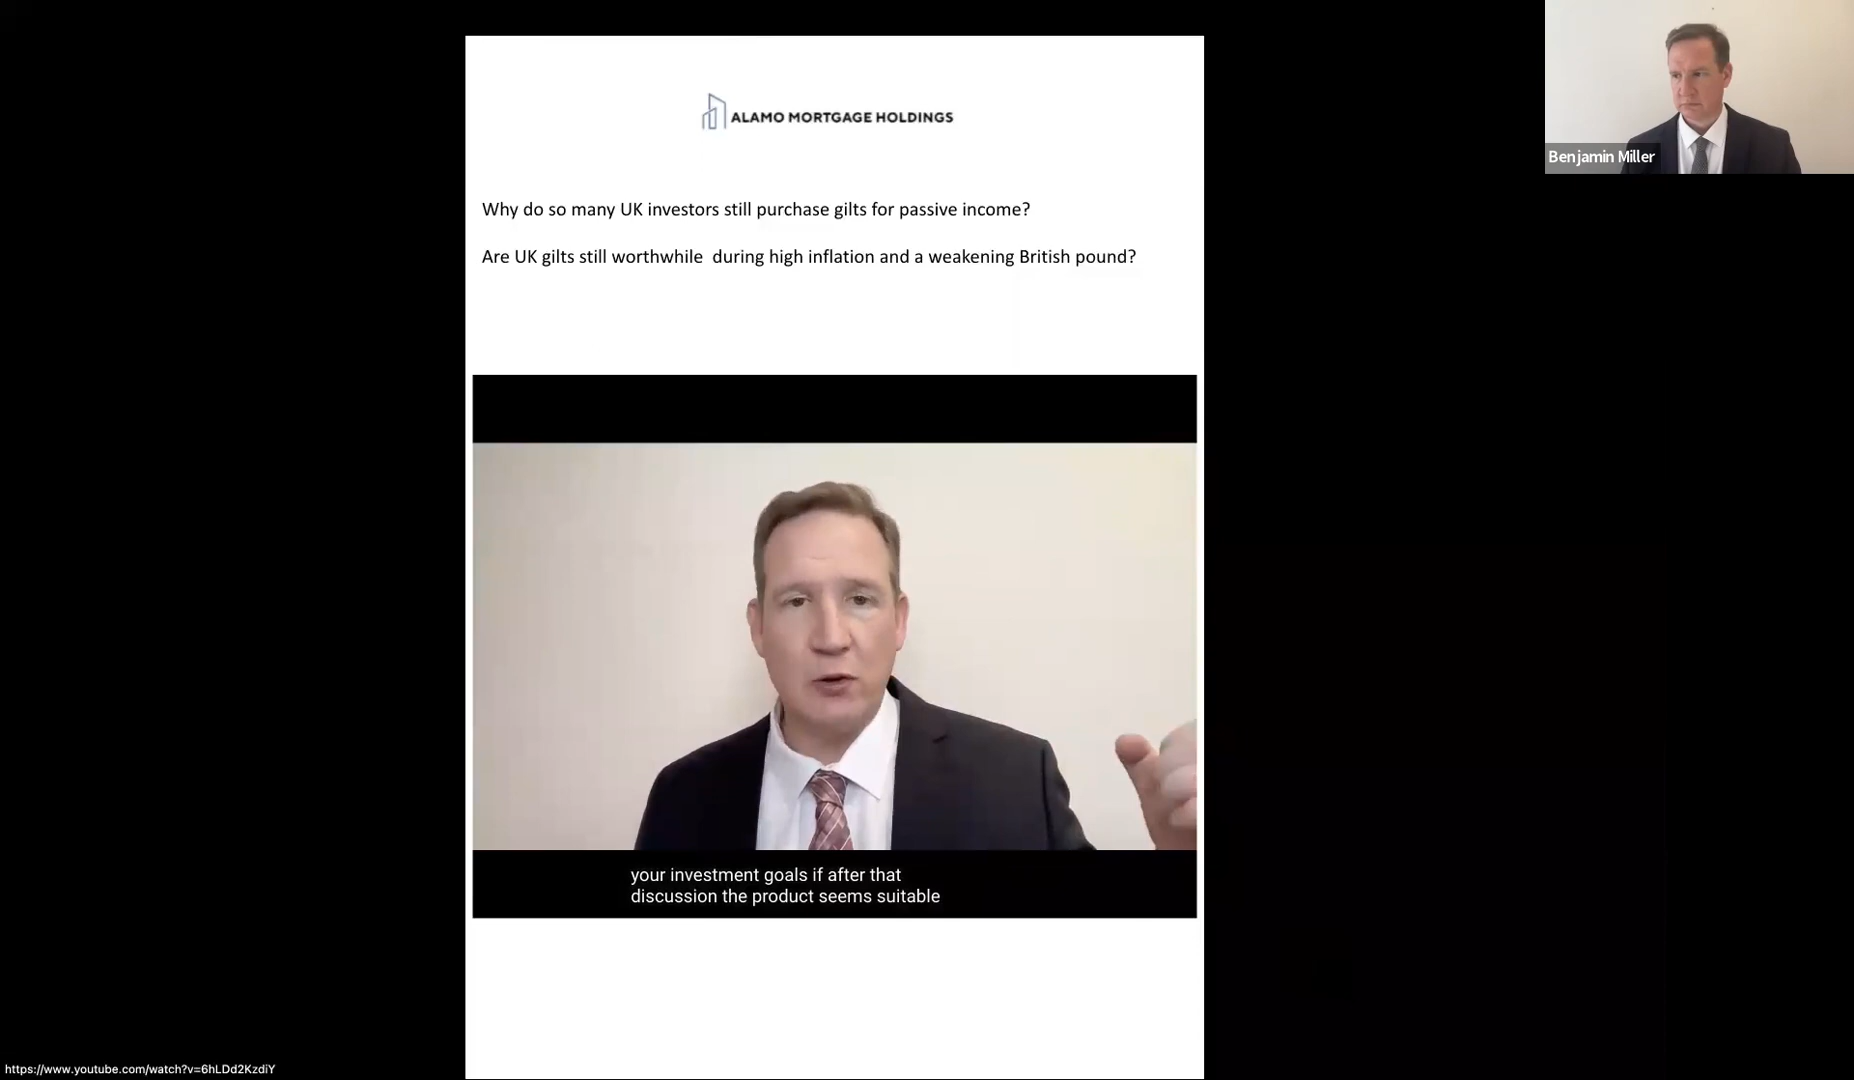 Benjamin Miller
ALAMO MORTGAGE HOLDINGS
Why do so many UK investors still purchase gilts for passive income?
Are UK gilts still worthwhile  during high inflation and a weakening British pound?
your investment goals if after that
discussion the product seems suitable
https://www.youtube.com/watch?v=6hLDd2KzdiY